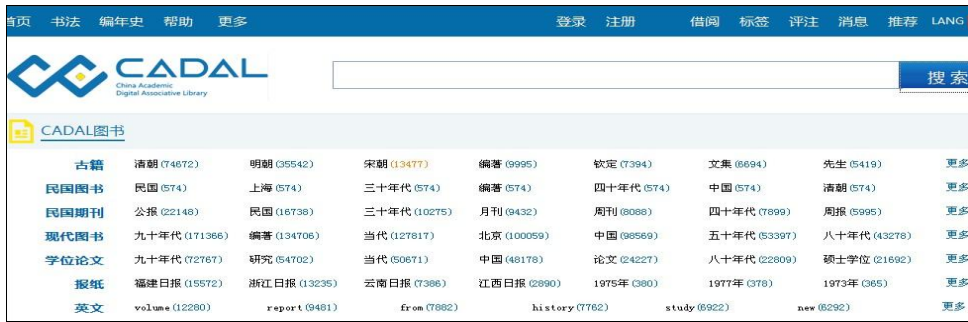 首页 书法 编年史 帮助 更多 登录 注册 借阅 标签 评注 消息 推荐 LANG
CADAL
China Academic
Digital Associative Library
搜索
CADAL图书
古籍 清朝 (74672) 明朝 (35542) 宋朝 (13477) 编著 (9995) 钦定 (7394) 文集 (6694) 先生 (5419) 更多
民国图书 民国 (574) 上海 (574) 三十年代 (574) 编著 (574) 四十年代 (574) 中国 (574) 清朝 (574) 更多
民国期刊 公报 (22148) 民国 (16738) 三十年代 (10275) 月刊 (9432) 周刊 (8088) 四十年代 (7899) 周报 (5995) 更多
现代图书 九十年代 (171366) 编著 (134706) 当代 (127817) 北京 (100059) 中国 (98569) 五十年代 (53397) 八十年代 (43278) 更多
学位论文 九十年代 (72767) 研究 (54702) 当代 (50671) 中国 (48178) 论文 (24227) 八十年代 (22809) 硕士学位 (21692) 更多
报纸 福建日报 (15572) 浙江日报 (13235) 云南日报 (7386) 江西日报 (2890) 1975年 (380) 1977年 (378) 1973年 (365) 更多
英文 volume (12280) report (9481) from (7882) history (7762) study (6922) new (6292) 更多